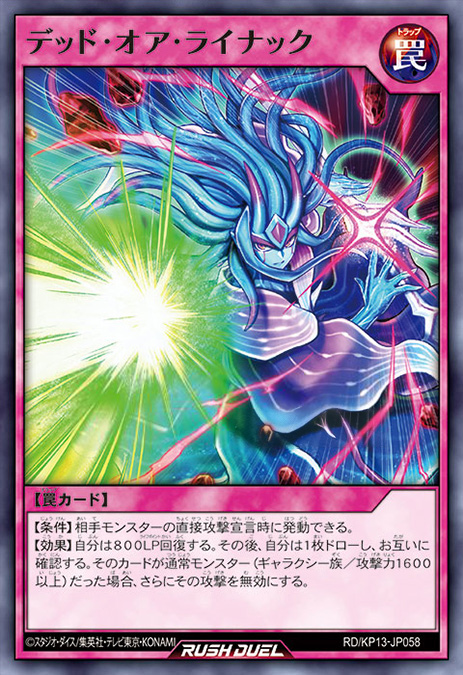 デッド・オア・ライナック
トラップ
罠
【罠カード】
【条件】相手モンスターの直接攻撃宣言時に発動できる。
【効果】自分は800LP回復する。その後、自分は1枚ドローし、お互いに
確認する。そのカードが通常モンスター（ギャラクシー族／攻撃力1600
以上）だった場合、さらにその攻撃を無効にする。
©スタジオ・ダイス/集英社・テレビ東京・KONAMI
RUSH DUEL
RD/KP13-JP058